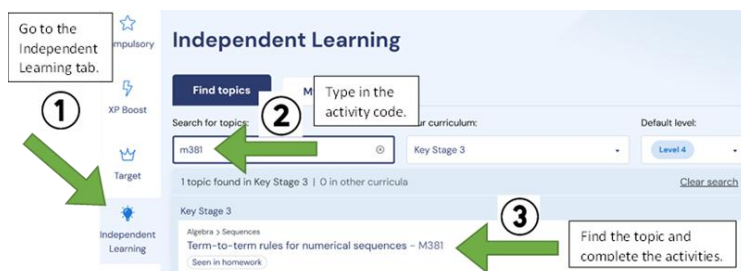 Go to the
Independent
Learning tab.
1
XP Boost
Target
Independent
Learning
Independent Learning
Find topics
Type in the
activity code.
2
Search for topics:
curriculum:
Default level:
m381
Key Stage 3
Level 4
1 topic found in Key Stage 3 | 0 in other curricula
Clear search
Key Stage 3
Algebra > Sequences
Term-to-term rules for numerical sequences – M381
Seen in homework
3
Find the topic and
complete the activities.